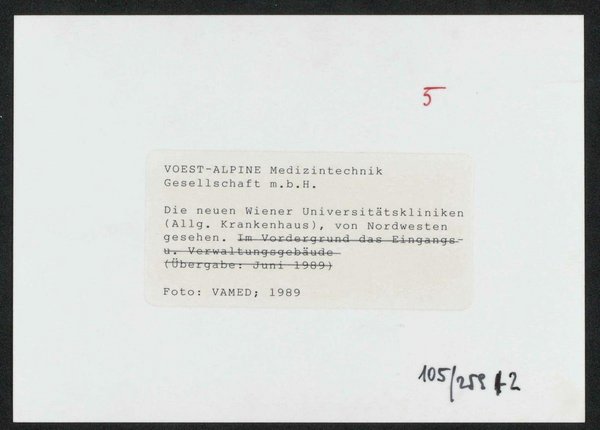 5
VOEST-ALPINE Medizintechnik
Gesellschaft m.b.H.
Die neuen Wiener Universitätskliniken
(Allg. Krankenhaus), von Nordwesten
gesehen. Im Vordergrund das Eingangs-
u. Verwaltungsgebäude
(Übergabe: Juni 1989)
Foto: VAMED; 1989
105/259/2